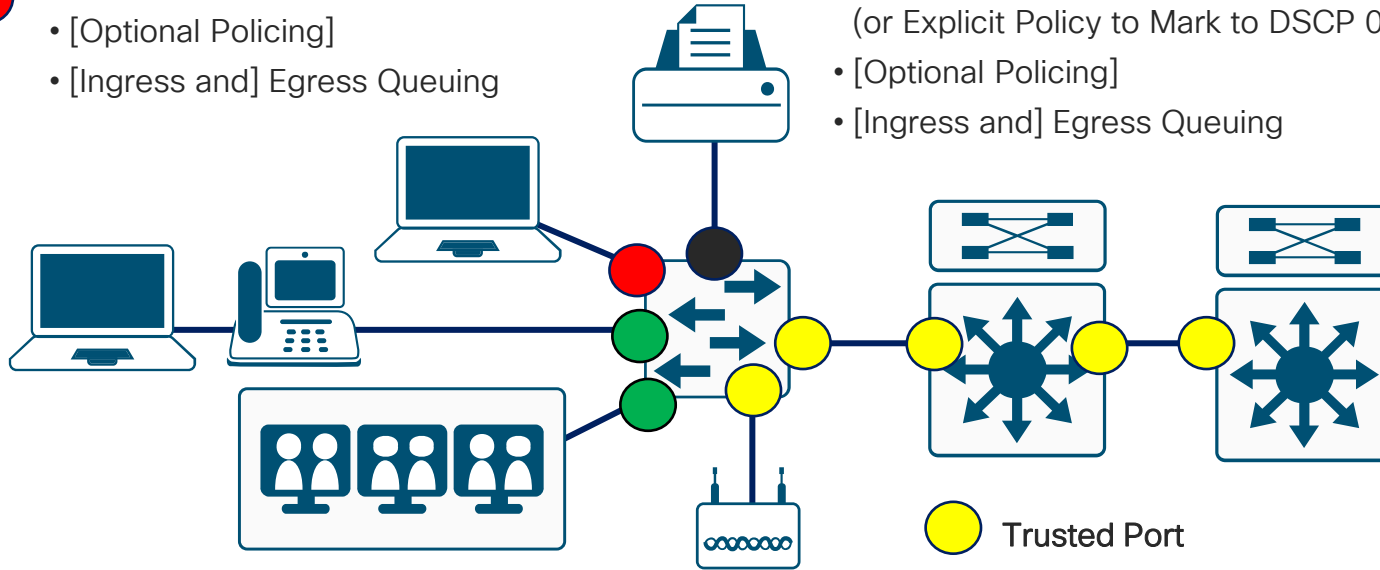 • [Optional Policing]
• [Ingress and] Egress Queuing
(or Explicit Policy to Mark to DSCP 0
• [Optional Policing]
• [Ingress and] Egress Queuing
Trusted Port